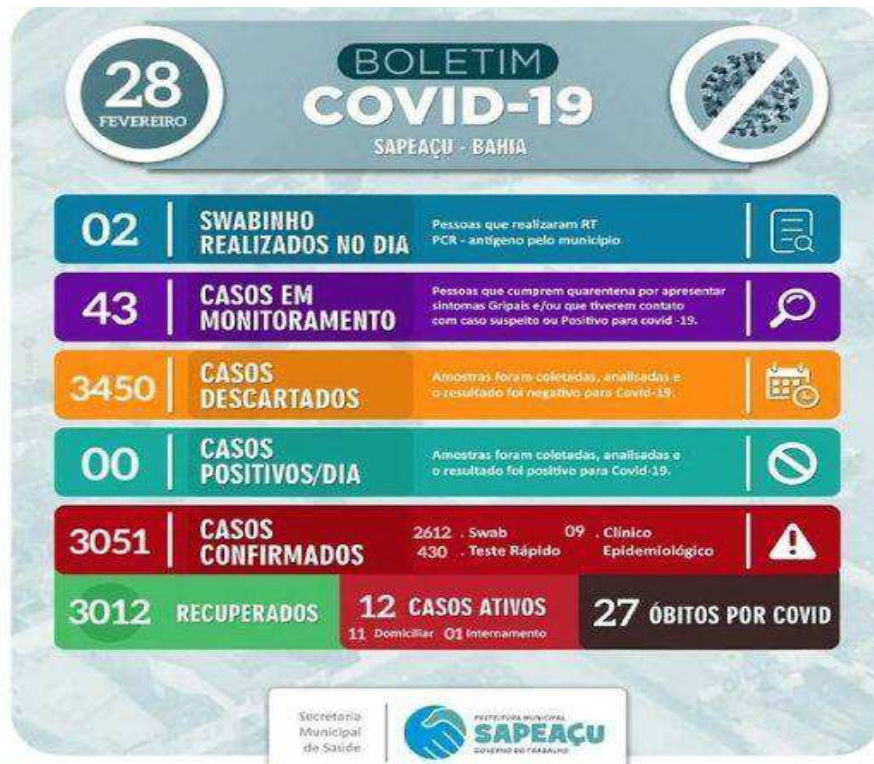 28
FEVEREIRO
BOLETIM
COVID-19
SAPEAÇU - BAHIA
02
SWABINHO
REALIZADOS NO DIA
Pessoas que realizaram RT
PCR - antigeno pelo município
43
CASOS EM
MONITORAMENTO
Pessoas que cumprem quarentena por apresentar
sintomas Gripais e/ou que tiverem contato
com caso suspeito ou Positivo para covid -19.
3450
CASOS
DESCARTADOS
Amostras foram coletadas, analisadas e
o resultado foi negativo para Covid-19.
00
CASOS
POSITIVOS/DIA
Amostras foram coletadas, analisadas e
o resultado foi positivo para Covid-19.
3051
CASOS
CONFIRMADOS
2612 . Swab
430 . Teste Rápido
09 . Clínico
Epidemiológico
3012 RECUPERADOS
12 CASOS ATIVOS
11 Domiciliar 01 Internamento
27 ÓBITOS POR COVID
Secretaria
Municipal
de Saúde
PREFEITURA MUNICIPAL
SAPEAÇU
GOVERNO DO TRABALHO